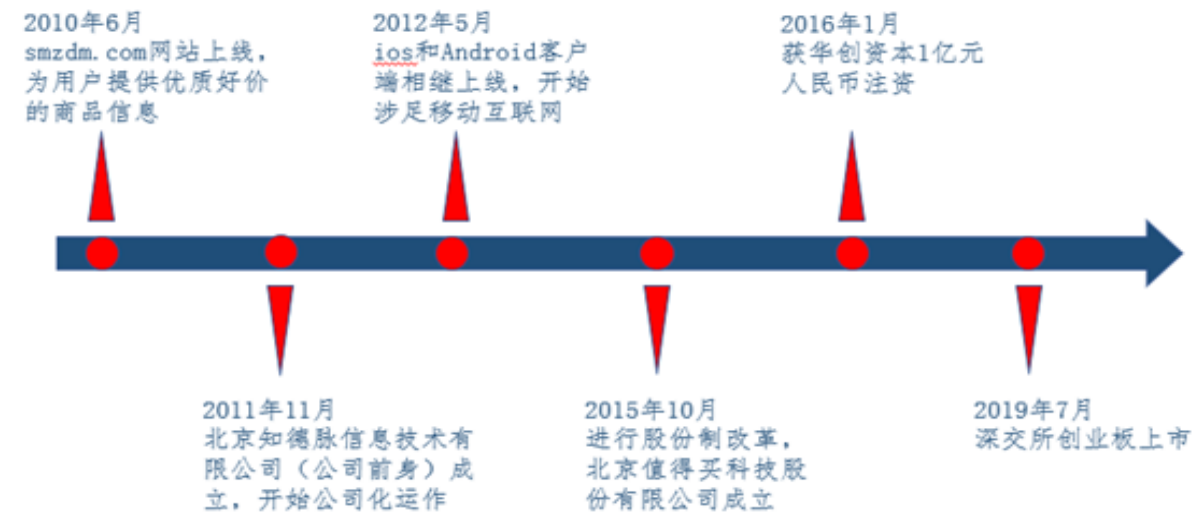 2010年6月
smzdm.com网站上线，
为用户提供优质好价
的商品信息
2012年5月
ios和Android客户
端相继上线，开始
涉足移动互联网
2016年1月
获华创资本1亿元
人民币注资
2011年11月
北京知德脉信息技术有
限公司（公司前身）成
立，开始公司化运作
2015年10月
进行股份制改革，
北京值得买科技股
份有限公司成立
2019年7月
深交所创业板上市